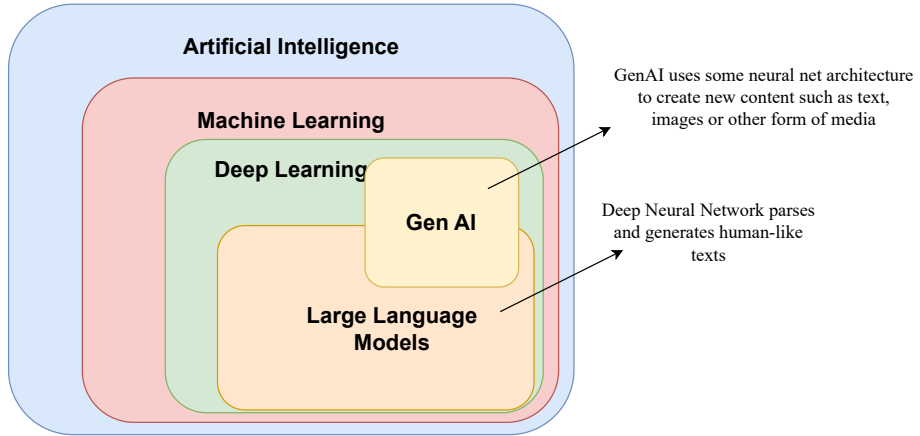 Artificial Intelligence
GenAI uses some neural net architecture
to create new content such as text,
images or other form of media
Machine Learning
Deep Learning
Gen AI
Deep Neural Network parses
and generates human-like
texts
Large Language
Models